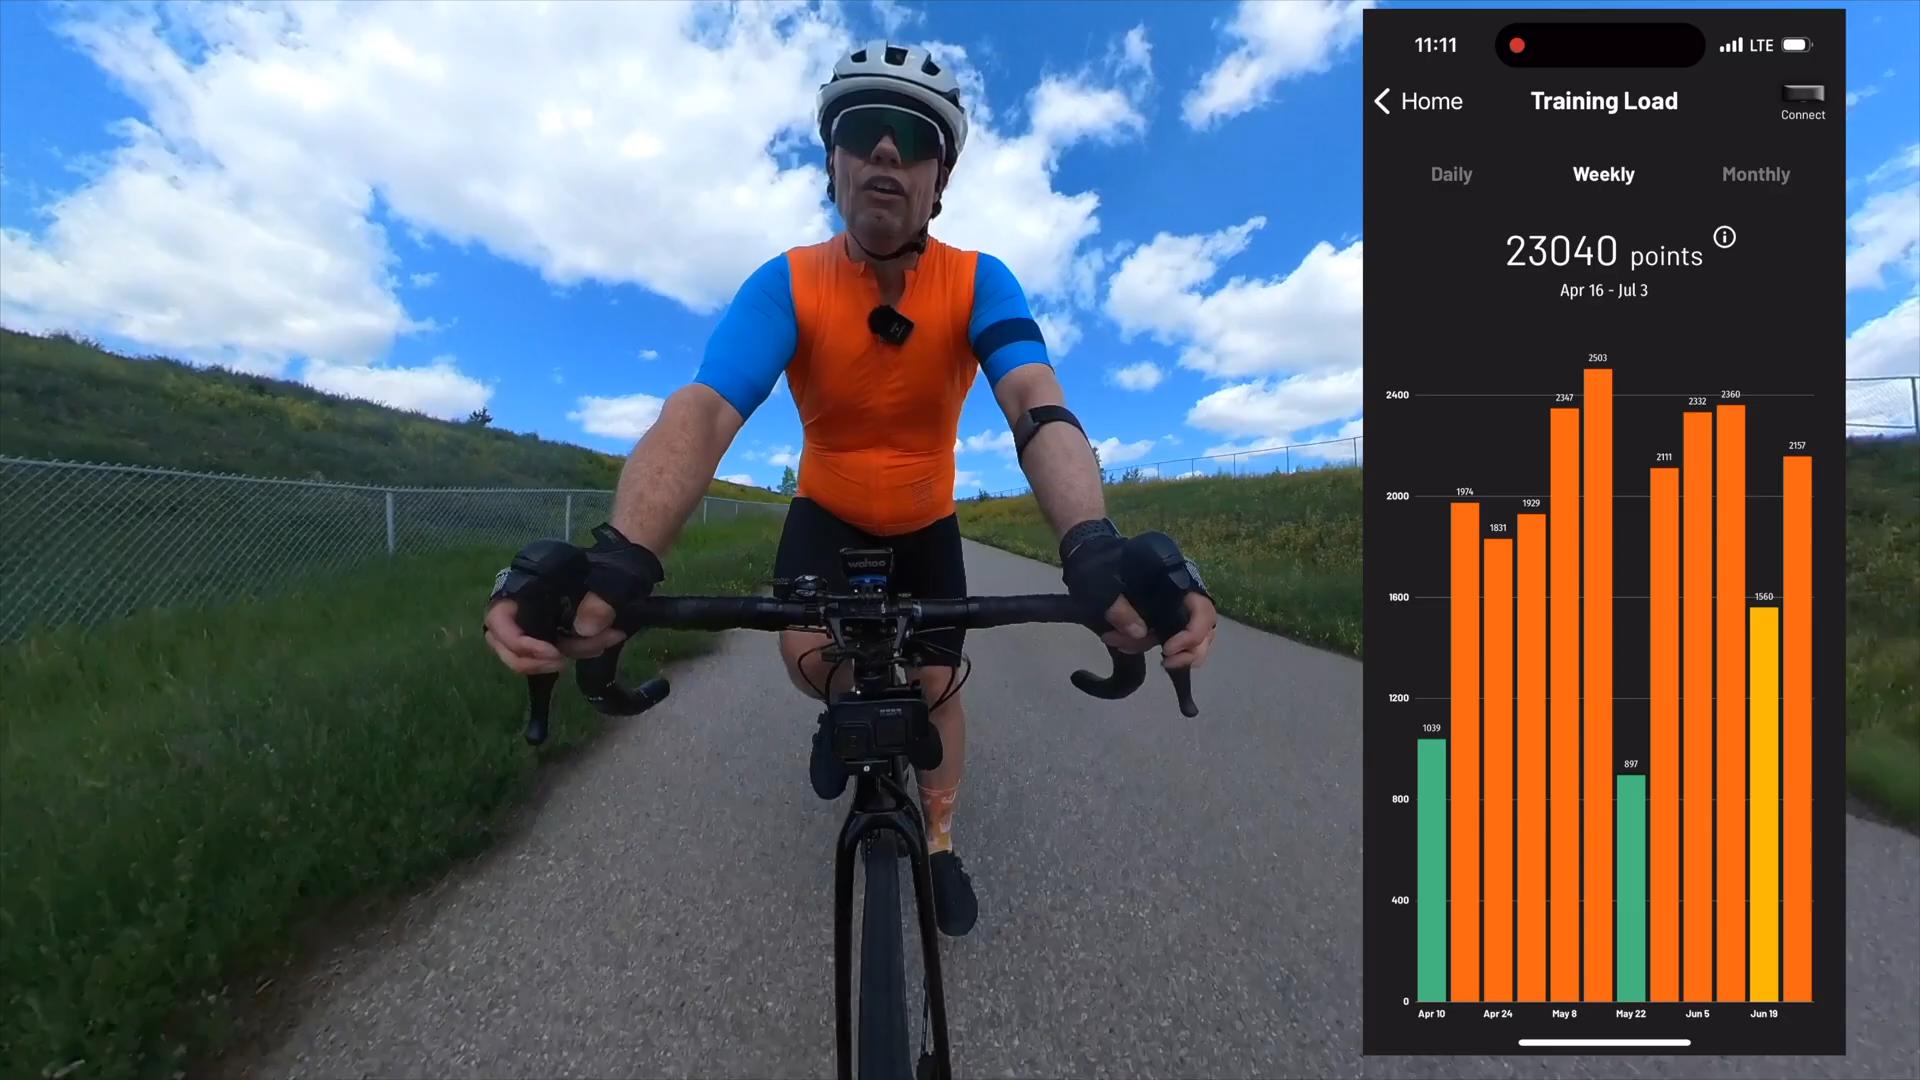 wahoo
11:11
LTE
Home
Training Load
Connect
Daily Weekly Monthly
23040 points
Apr 16 - Jul 3
2503
2400
2347
2332
2360
2111
2157
2000
1974
1831
1929
1600
1560
1200
1039
897
800
400
0
Apr 10 Apr 24 May 8 May 22 Jun 5 Jun 19